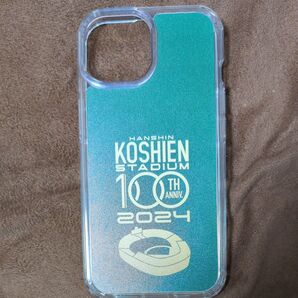 HANSHIN
KOSHIEN
STADIUM
100TH
ANNIV
2024